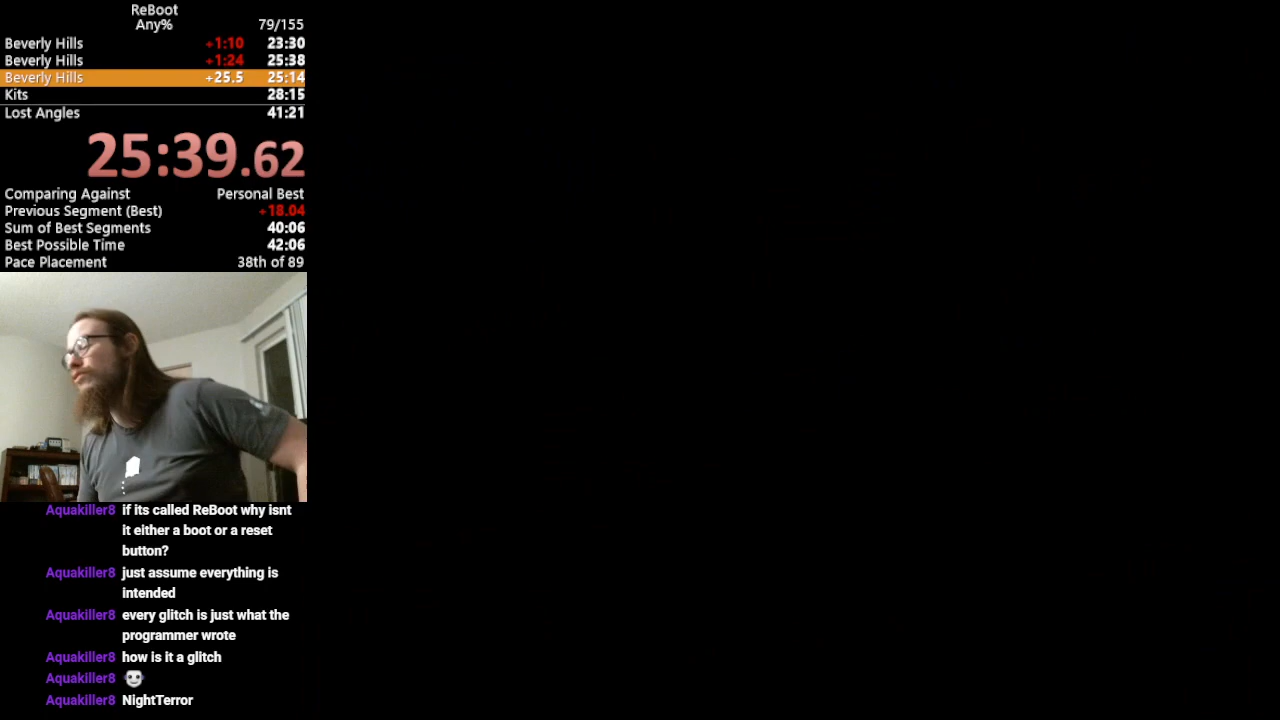 ReBoot
Any% 79/155
Beverly Hills +1:10 23:30
Beverly Hills +1:24 25:38
Beverly Hills +25.5 25:14
Kits 28:15
Lost Angles 41:21
25:39.62
Comparing Against Personal Best
Previous Segment (Best) +18.04
Sum of Best Segments 40:06
Best Possible Time 42:06
Pace Placement 38th of 89
Aquakiller8 if its called ReBoot why isnt
it either a boot or a reset
button?
Aquakiller8 just assume everything is
intended
Aquakiller8 every glitch is just what the
programmer wrote
Aquakiller8 how is it a glitch
Aquakiller8
Aquakiller8 NightTerror